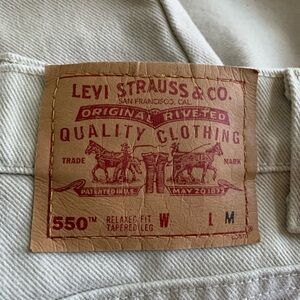 LEVI STRAUSS & CO.
SAN FRANCISCO, CAL.
ORIGINAL RIVETED
QUALITY CLOTHING
TRADE MARK
PATENTED IN U.S. MAY 20 1873
550™ RELAXED FIT W L M
TAPERED LEG